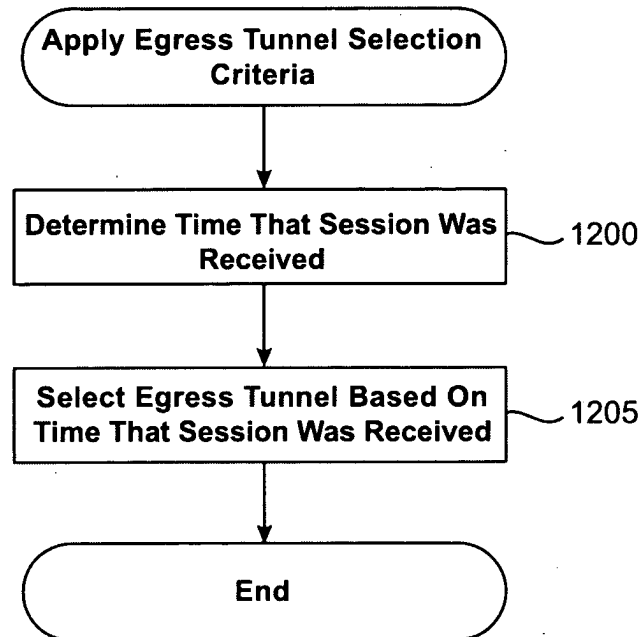 Apply Egress Tunnel Selection
Criteria
Determine Time That Session Was
Received
1200
Select Egress Tunnel Based On
Time That Session Was Received
1205
End